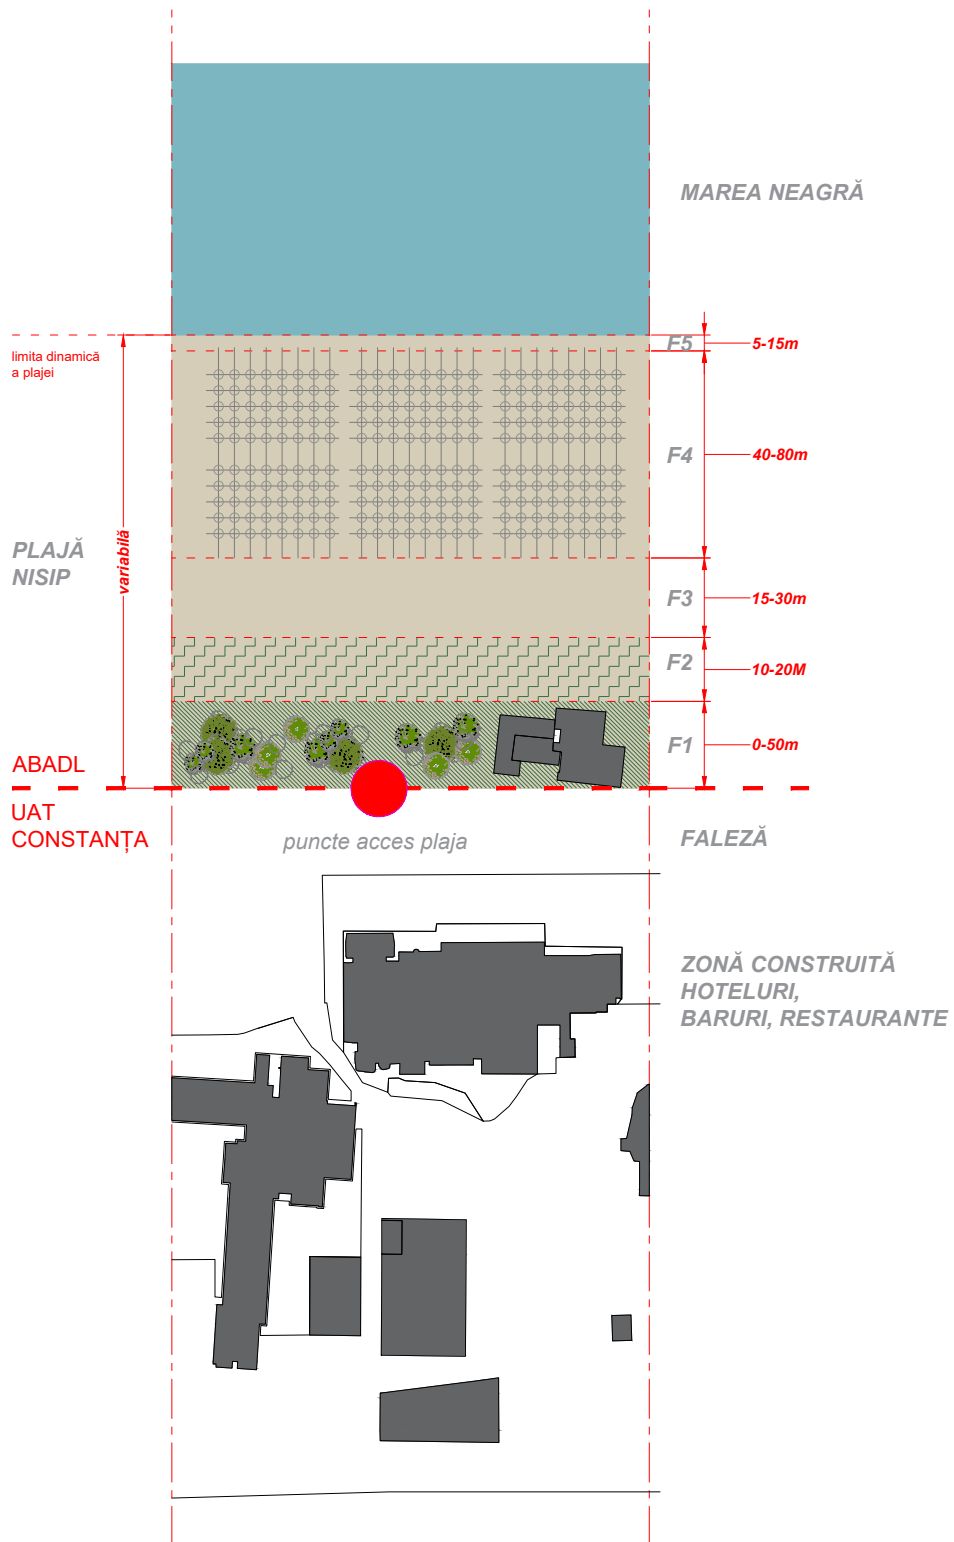 MAREA NEAGRĂ
F5
5-15m
limita dinamică
a plajei
F4
40-80m
variabilă
PLAJĂ
NISIP
F3
15-30m
F2
10-20M
F1
0-50m
ABADL
UAT
CONSTANȚA
puncte acces plaja
FALEZĂ
ZONĂ CONSTRUITĂ
HOTELURI,
BARURI, RESTAURANTE